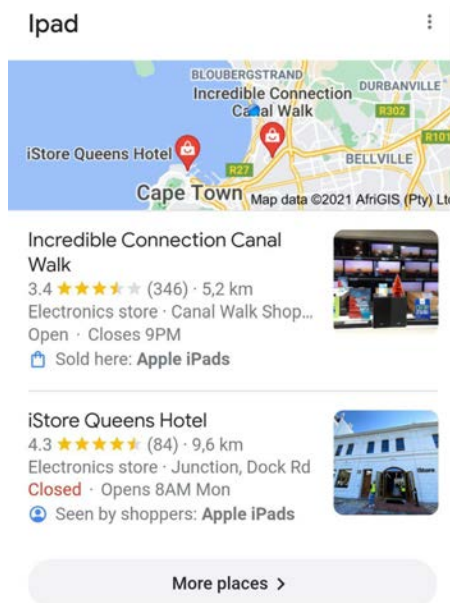 Ipad
BLOUBERGSTRAND
DURBANVILLE
Incredible Connection
Canal Walk
R302
R101
iStore Queens Hotel
BELLVILLE
R27
Cape Town
Map data ©2021 AfriGIS (Pty) Lt
Incredible Connection Canal
Walk
3.4 (346) · 5,2 km
Electronics store · Canal Walk Shop...
Open · Closes 9PM
Sold here: Apple iPads
iStore Queens Hotel
4.3 (84) · 9,6 km
Electronics store · Junction, Dock Rd
Closed · Opens 8AM Mon
Seen by shoppers: Apple iPads
More places >